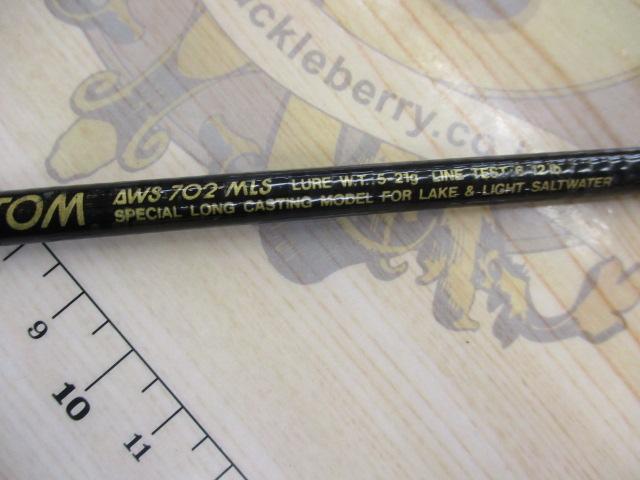 ackleberry.co
TOM AWS-702 MLS LURE W.T. 5-21g LINE TEST 6-12lb
SPECIAL LONG CASTING MODEL FOR LAKE & LIGHT-SALTWATER
9
10
11